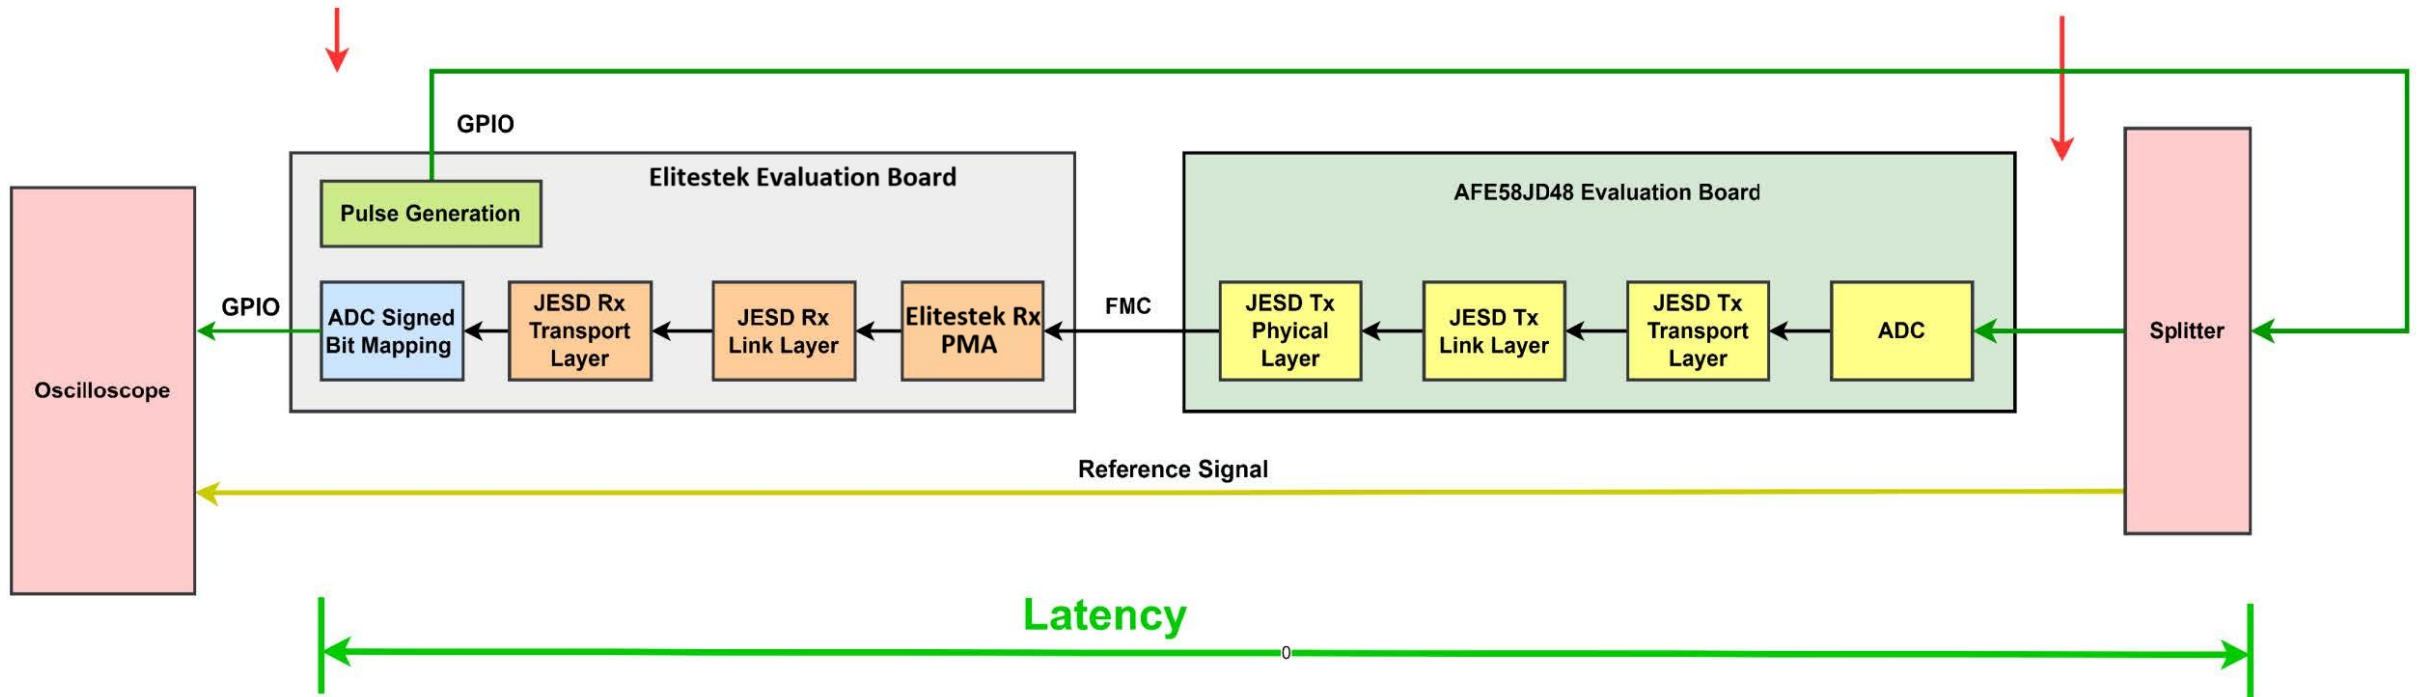 GPIO
Elitestek Evaluation Board
Pulse Generation
AFE58JD48 Evaluation Board
Oscilloscope
GPIO
ADC Signed
Bit Mapping
JESD Rx
Transport
Layer
JESD Rx
Link Layer
Elitestek Rx
PMA
FMC
JESD Tx
Phyical
Layer
JESD Tx
Link Layer
JESD Tx
Transport
Layer
ADC
Splitter
Reference Signal
Latency
0